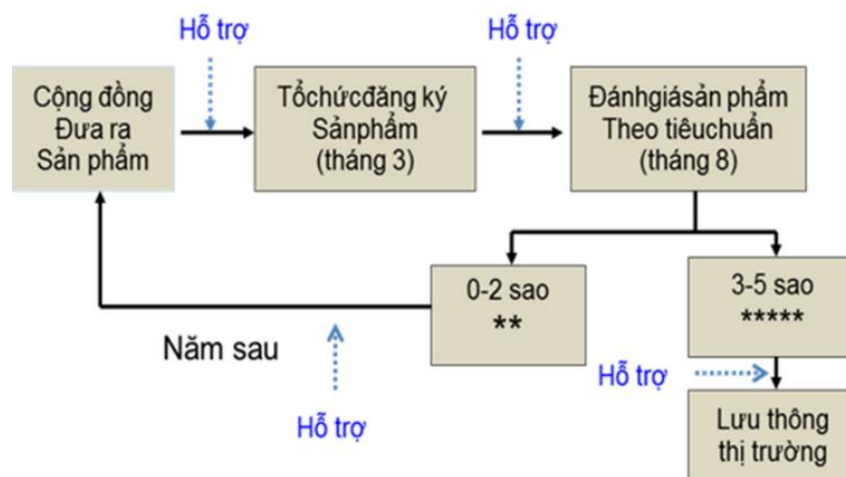 Hỗ trợ
Hỗ trợ
Cộng đồng
Đưa ra
Sản phẩm
Tổchứcđăng ký
Sảnphẩm
(tháng 3)
Đánhgiásản phẩm
Theo tiêuchuẩn
(tháng 8)
0-2 sao
**
3-5 sao
*****
Năm sau
Hỗ trợ
Hỗ trợ
Lưu thông
thị trường